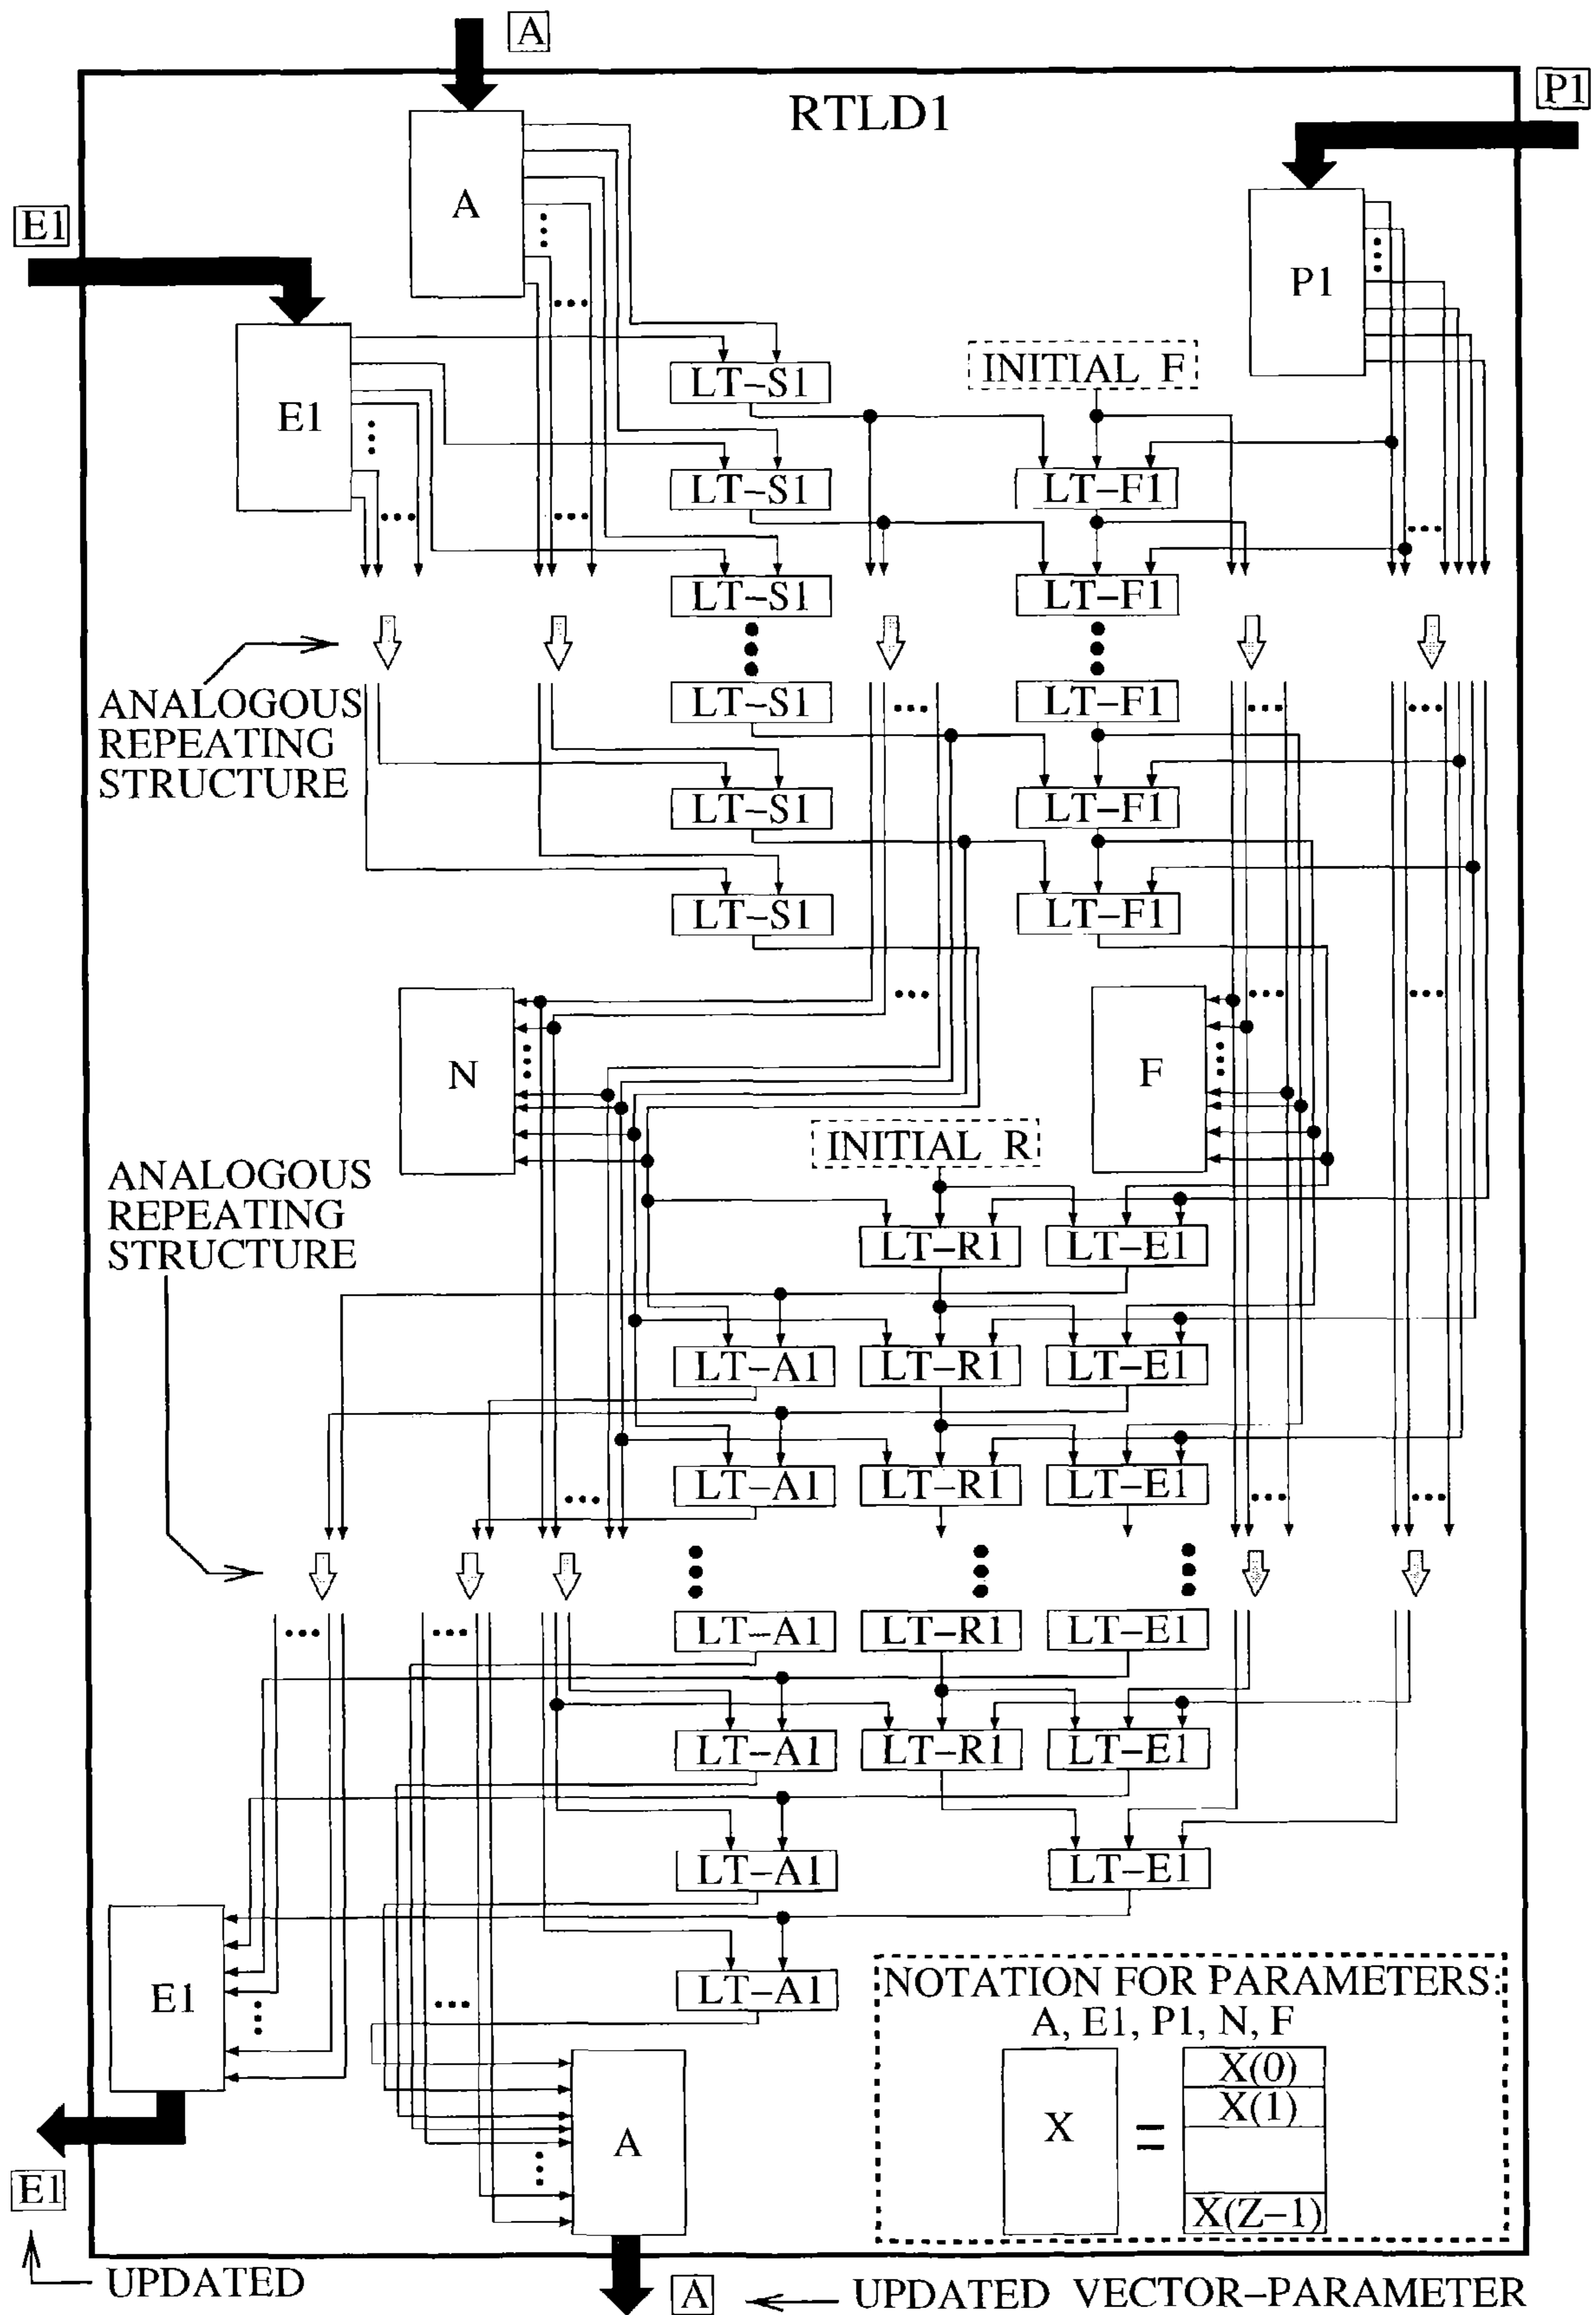 A
RTLD1
P1
A
E1
P1
E1
LT–S1
INITIAL F
LT–S1
LT–F1
LT–S1
LT–F1
ANALOGOUS
REPEATING
STRUCTURE
LT–S1
LT–F1
LT–S1
LT–F1
LT–S1
LT–F1
N
F
INITIAL R
ANALOGOUS
REPEATING
STRUCTURE
LT–R1
LT–E1
LT–A1
LT–R1
LT–E1
LT–A1
LT–R1
LT–E1
LT–A1
LT–R1
LT–E1
LT–A1
LT–R1
LT–E1
LT–A1
LT–E1
LT–A1
E1
NOTATION FOR PARAMETERS:
A, E1, P1, N, F
X
=
X(0)
X(1)
X(Z–1)
A
E1
UPDATED
A
UPDATED VECTOR–PARAMETER